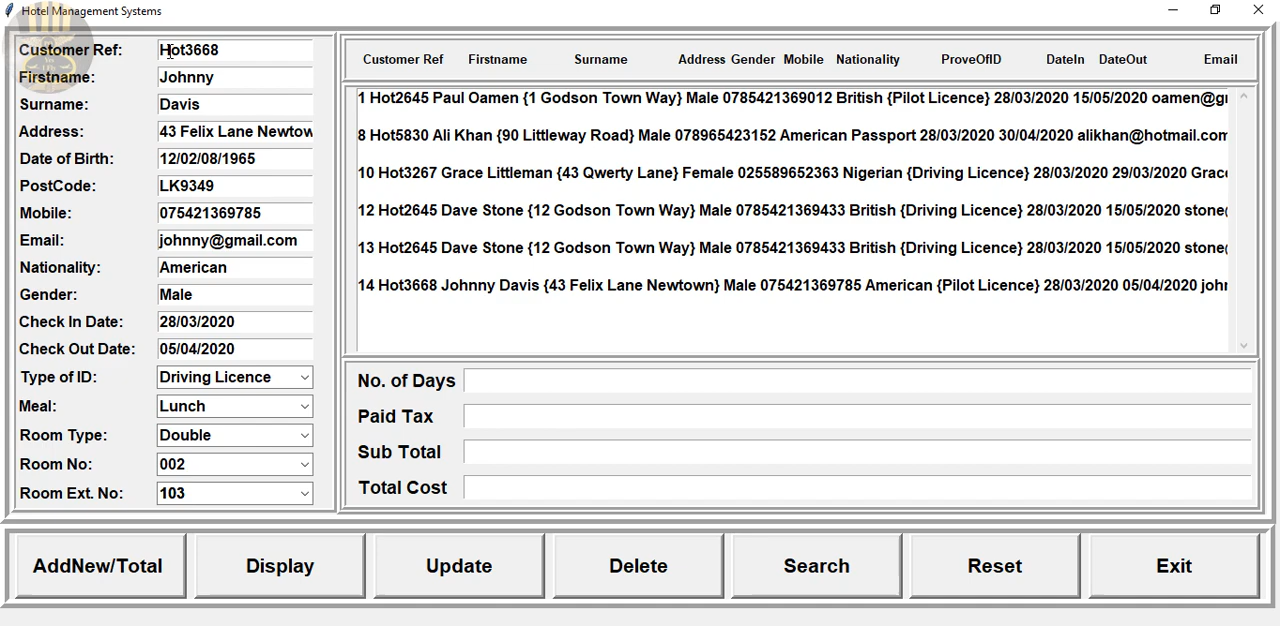 Hotel Management Systems
Customer Ref: Hot3668
Firstname: Johnny
Surname: Davis
Address: 43 Felix Lane Newtow
Date of Birth: 12/02/08/1965
PostCode: LK9349
Mobile: 075421369785
Email: johnny@gmail.com
Nationality: American
Gender: Male
Check In Date: 28/03/2020
Check Out Date: 05/04/2020
Type of ID: Driving Licence
Meal: Lunch
Room Type: Double
Room No: 002
Room Ext. No: 103
Customer Ref Firstname Surname Address Gender Mobile Nationality ProveOfID DateIn DateOut Email
1 Hot2645 Paul Oamen {1 Godson Town Way} Male 0785421369012 British {Pilot Licence} 28/03/2020 15/05/2020 oamen@gr
8 Hot5830 Ali Khan {90 Littleway Road} Male 078965423152 American Passport 28/03/2020 30/04/2020 alikhan@hotmail.com
10 Hot3267 Grace Littleman {43 Qwerty Lane} Female 025589652363 Nigerian {Driving Licence} 28/03/2020 29/03/2020 Grace
12 Hot2645 Dave Stone {12 Godson Town Way} Male 0785421369433 British {Driving Licence} 28/03/2020 15/05/2020 stone
13 Hot2645 Dave Stone {12 Godson Town Way} Male 0785421369433 British {Driving Licence} 28/03/2020 15/05/2020 stone
14 Hot3668 Johnny Davis {43 Felix Lane Newtown} Male 075421369785 American {Pilot Licence} 28/03/2020 05/04/2020 john
No. of Days
Paid Tax
Sub Total
Total Cost
AddNew/Total Display Update Delete Search Reset Exit